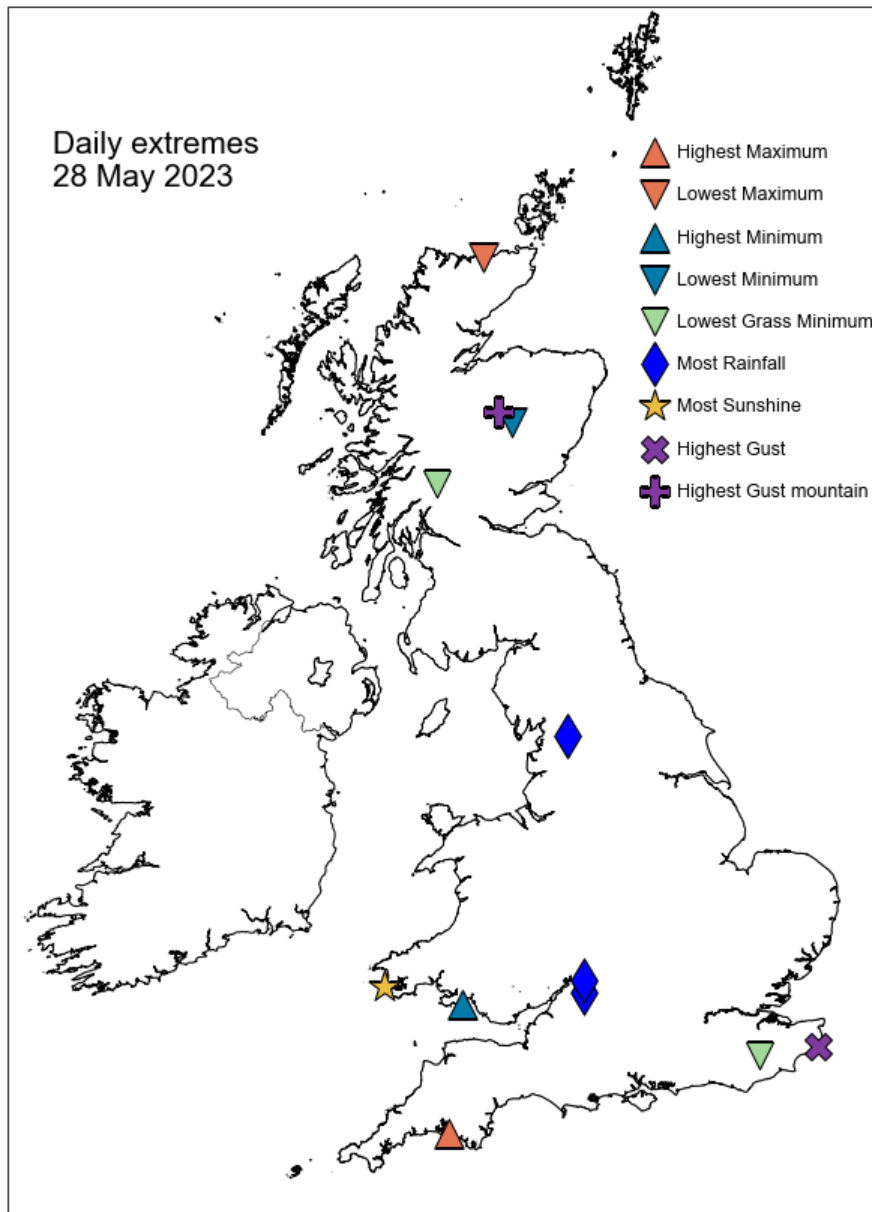 Daily extremes
28 May 2023
Highest Maximum
Lowest Maximum
Highest Minimum
Lowest Minimum
Lowest Grass Minimum
Most Rainfall
Most Sunshine
Highest Gust
Highest Gust mountain